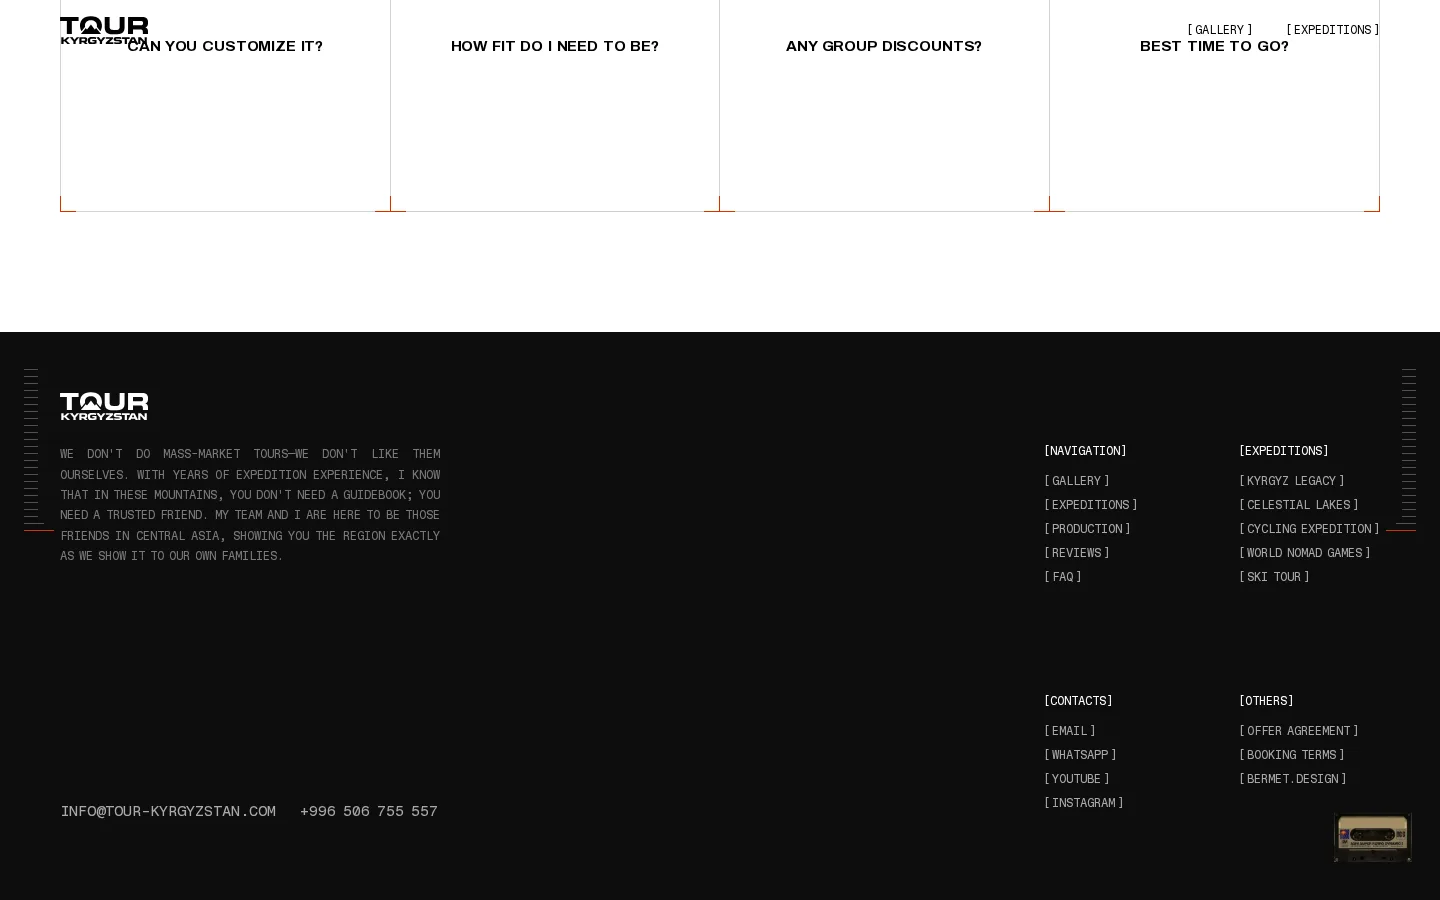 TOUR
KYRGYZSTAN
[ GALLERY ]
[ EXPEDITIONS ]
CAN YOU CUSTOMIZE IT?
HOW FIT DO I NEED TO BE?
ANY GROUP DISCOUNTS?
BEST TIME TO GO?
TOUR
KYRGYZSTAN
WE DON'T DO MASS-MARKET TOURS—WE DON'T LIKE THEM
OURSELVES. WITH YEARS OF EXPEDITION EXPERIENCE, I KNOW
THAT IN THESE MOUNTAINS, YOU DON'T NEED A GUIDEBOOK; YOU
NEED A TRUSTED FRIEND. MY TEAM AND I ARE HERE TO BE THOSE
FRIENDS IN CENTRAL ASIA, SHOWING YOU THE REGION EXACTLY
AS WE SHOW IT TO OUR OWN FAMILIES.
[NAVIGATION]
[ GALLERY ]
[ EXPEDITIONS ]
[ PRODUCTION ]
[ REVIEWS ]
[ FAQ ]
[EXPEDITIONS]
[ KYRGYZ LEGACY ]
[ CELESTIAL LAKES ]
[ CYCLING EXPEDITION ]
[ WORLD NOMAD GAMES ]
[ SKI TOUR ]
[CONTACTS]
[ EMAIL ]
[ WHATSAPP ]
[ YOUTUBE ]
[ INSTAGRAM ]
[OTHERS]
[ OFFER AGREEMENT ]
[ BOOKING TERMS ]
[ BERMET.DESIGN ]
INFO@TOUR-KYRGYZSTAN.COM
+996 506 755 557